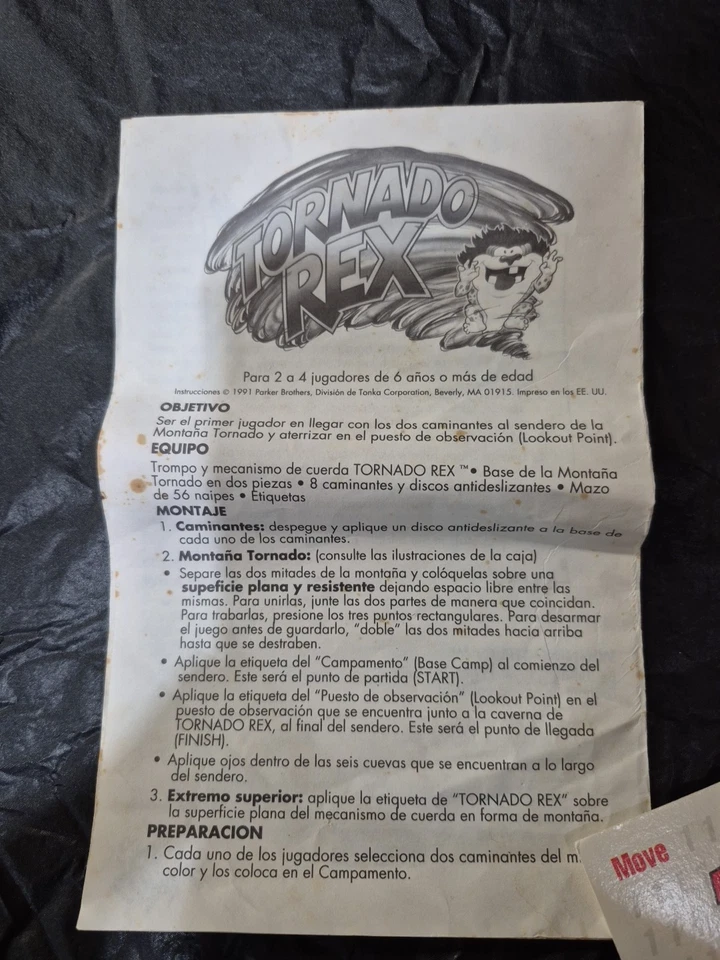 TORNADO
REX
Para 2 a 4 jugadores de 6 años o más de edad
Instrucciones © 1991 Parker Brothers, División de Tonka Corporation, Beverly, MA 01915. Impreso en los EE. UU.
OBJETIVO
Ser el primer jugador en llegar con los dos caminantes al sendero de la
Montaña Tornado y aterrizar en el puesto de observación (Lookout Point).
EQUIPO
Trompo y mecanismo de cuerda TORNADO REX ™ • Base de la Montaña
Tornado en dos piezas • 8 caminantes y discos antideslizantes • Mazo
de 56 naipes • Etiquetas
MONTAJE
1. Caminantes: despegue y aplique un disco antideslizante a la base de
cada uno de los caminantes.
2. Montaña Tornado: (consulte las ilustraciones de la caja)
• Separe las dos mitades de la montaña y colóquelas sobre una
supeficie plana y resistente dejando espacio libre entre las
mismas. Para unirlas, junte las dos partes de manera que coincidan.
Para trabarlas, presione los tres puntos rectangulares. Para desarmar
el juego antes de guardarlo, "doble" las dos mitades hacia arriba
hasta que se destraben.
• Aplique la etiqueta del "Campamento" (Base Camp) al comienzo del
sendero. Este será el punto de partida (START).
• Aplique la etiqueta del "Puesto de observación" (Lookout Point) en el
puesto de observación que se encuentra junto a la caverna de
TORNADO REX, al final del sendero. Este será el punto de llegada
(FINISH).
• Aplique ojos dentro de las seis cuevas que se encuentran a lo largo
del sendero.
3. Extremo superior: aplique la etiqueta de "TORNADO REX" sobre
la superficie plana del mecanismo de cuerda en forma de montaña.
PREPARACION
1. Cada uno de los jugadores selecciona dos caminantes del m
color y los coloca en el Campamento.
Move